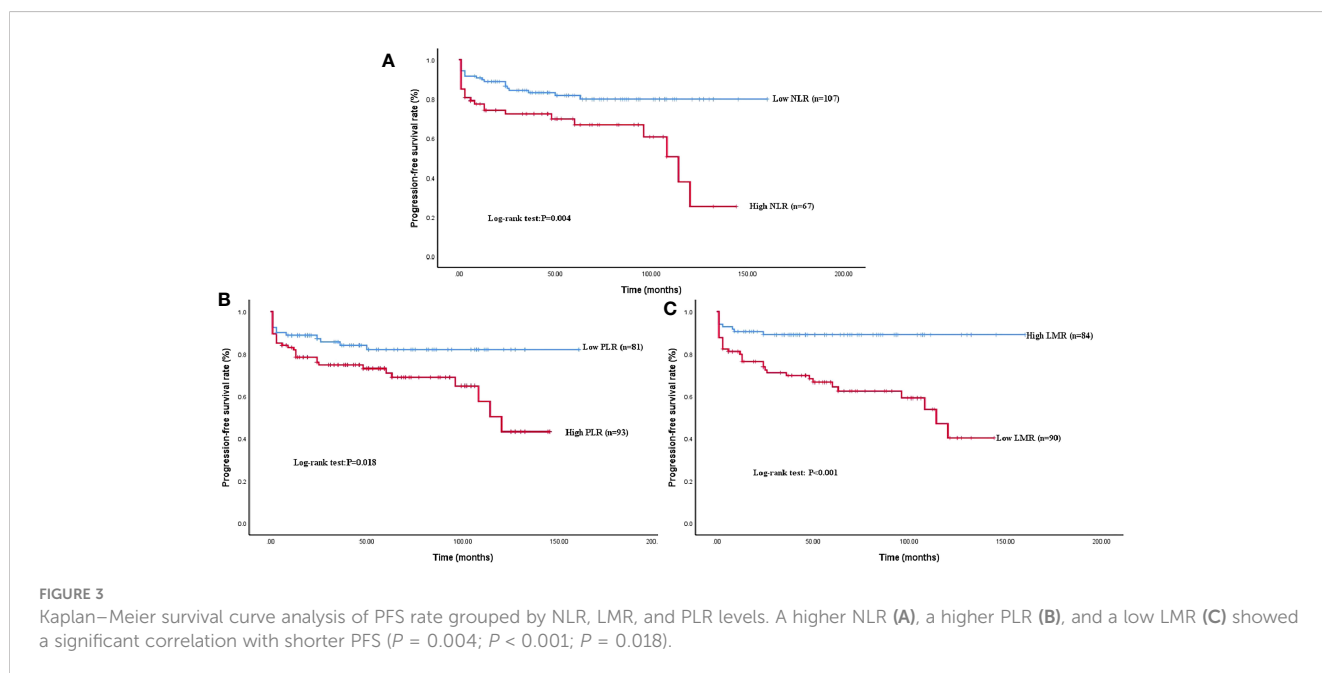 A
Progression-free survival rate (%)
1.0
0.8
0.6
0.4
0.2
0.0
Low NLR (n=107)
High NLR (n=67)
Log-rank test:P=0.004
.00 50.00 100.00 150.00 200.00
Time (months)
B
Progression-free survival rate (%)
1.0
0.8
0.6
0.4
0.2
0.0
Low PLR (n=81)
High PLR (n=93)
Log-rank test:P=0.018
.00 50.00 100.00 150.00 200.
Time (months)
C
Progression-free survival rate (%)
1.0
0.8
0.6
0.4
0.2
0.0
High LMR (n=84)
Low LMR (n=90)
Log-rank test: P<0.001
.00 50.00 100.00 150.00 200.00
Time (months)
FIGURE 3
Kaplan–Meier survival curve analysis of PFS rate grouped by NLR, LMR, and PLR levels. A higher NLR (A), a higher PLR (B), and a low LMR (C) showed
a significant correlation with shorter PFS (P = 0.004; P < 0.001; P = 0.018).